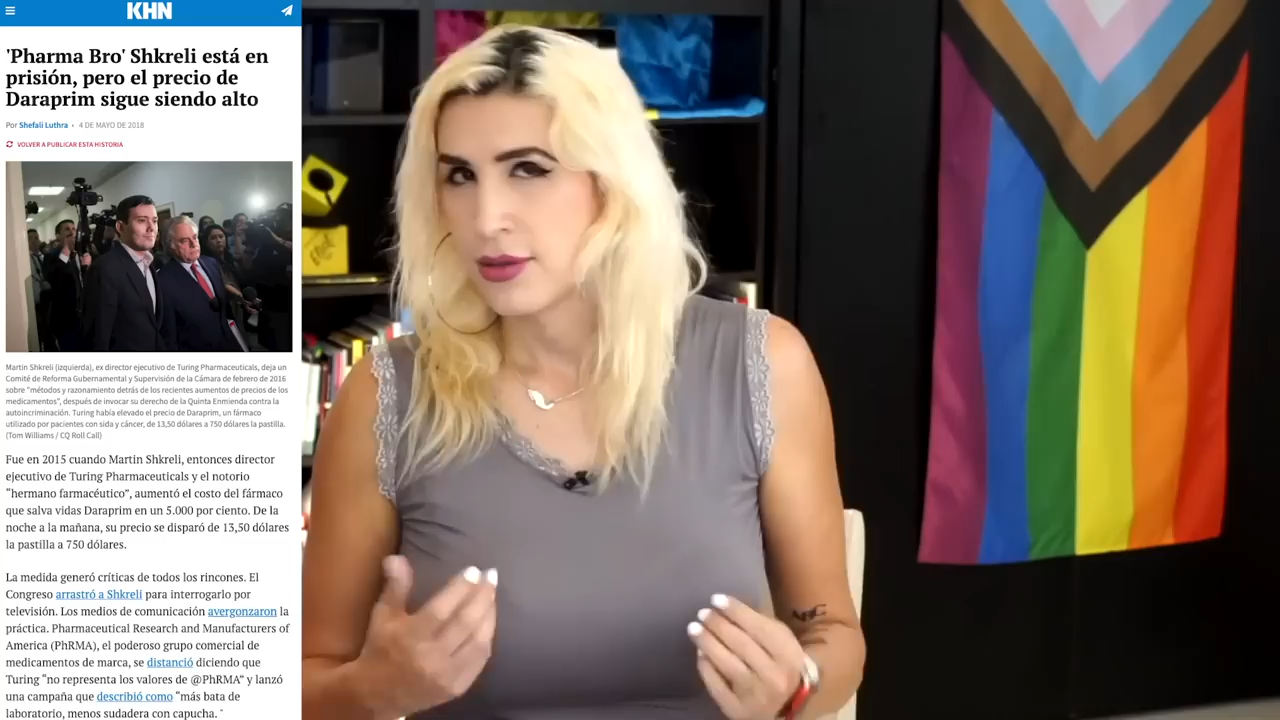 KHN
'Pharma Bro' Shkreli está en
prisión, pero el precio de
Daraprim sigue siendo alto
Por Shefali Luthra • 4 DE MAYO DE 2018
VOLVER A PUBLICAR ESTA HISTORIA
Martin Shkreli (izquierda), ex director ejecutivo de Turing Pharmaceuticals, deja un
Comité de Reforma Gubernamental y Supervisión de la Cámara de febrero de 2016
sobre "métodos y razonamiento detrás de los recientes aumentos de precios de los
medicamentos", después de invocar su derecho de la Quinta Enmienda contra la
autoincriminación. Turing había elevado el precio de Daraprim, un fármaco
utilizado por pacientes con sida y cáncer, de 13,50 dólares a 750 dólares la pastilla.
(Tom Williams / CQ Roll Call)
Fue en 2015 cuando Martin Shkreli, entonces director
ejecutivo de Turing Pharmaceuticals y el notorio
“hermano farmacéutico”, aumentó el costo del fármaco
que salva vidas Daraprim en un 5.000 por ciento. De la
noche a la mañana, su precio se disparó de 13,50 dólares
la pastilla a 750 dólares.
La medida generó críticas de todos los rincones. El
Congreso arrastró a Shkreli para interrogarlo por
televisión. Los medios de comunicación avergonzaron la
práctica. Pharmaceutical Research and Manufacturers of
America (PhRMA), el poderoso grupo comercial de
medicamentos de marca, se distanció diciendo que
Turing “no representa los valores de @PhRMA” y lanzó
una campaña que describió como “más bata de
laboratorio, menos sudadera con capucha. "